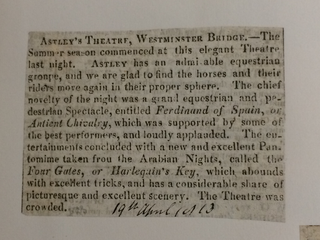 ASTLEY'S THEATRE, WESTMINSTER BRIDGE.—The
Summer season commenced at this elegant Theatre
last night. ASTLEY has an admirable equestrian
groupe, and we are glad to find the horses and their
riders more again in their proper sphere. The chief
novelty of the night was a grand equestrian and pe-
destrian Spectacle, entitled Ferdinand of Spain, or
Antient Chivalry, which was supported by some of
the best performers, and loudly applauded. The en-
tertainments concluded with a new and excellent Pan-
tomime taken from the Arabian Nights, called the
Four Gates, or Harlequin's Key, which abounds
with excellent tricks, and has a considerable share of
picturesque and excellent scenery. The Theatre was
crowded. 19th April 1813